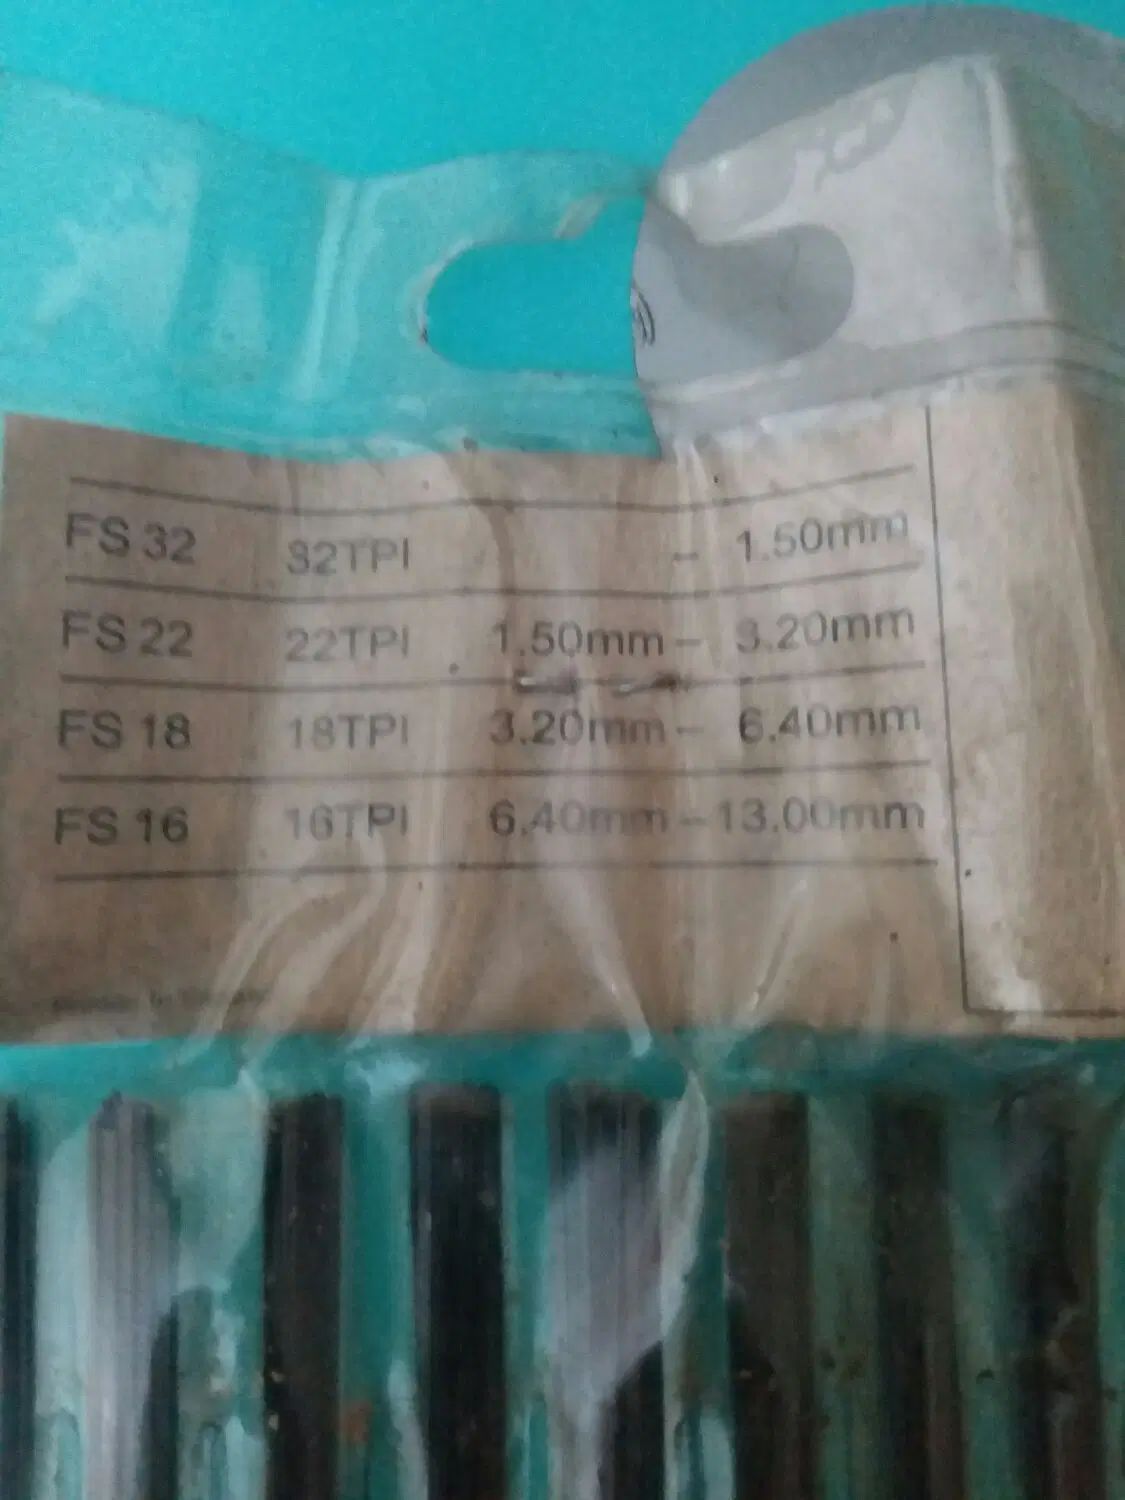 FS 32 32TPI – 1.50mm
FS 22 22TPI 1.50mm – 3.20mm
FS 18 18TPI 3.20mm – 6.40mm
FS 16 16TPI 6.40mm – 13.00mm